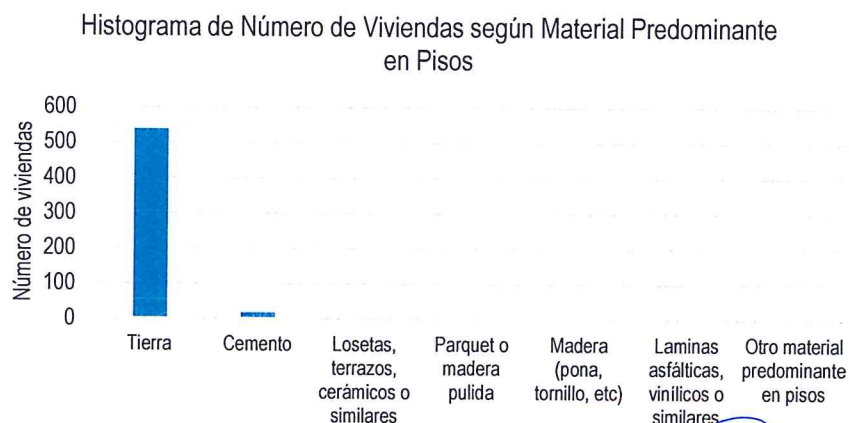 Histograma de Número de Viviendas según Material Predominante
en Pisos
Número de viviendas
600
500
400
300
200
100
0
Tierra
Cemento
Losetas,
terrazos,
cerámicos o
similares
Parquet o
madera
pulida
Madera
(pona,
tornillo, etc)
Laminas
asfálticas,
vinílicos o
similares
Otro material
predominante
en pisos